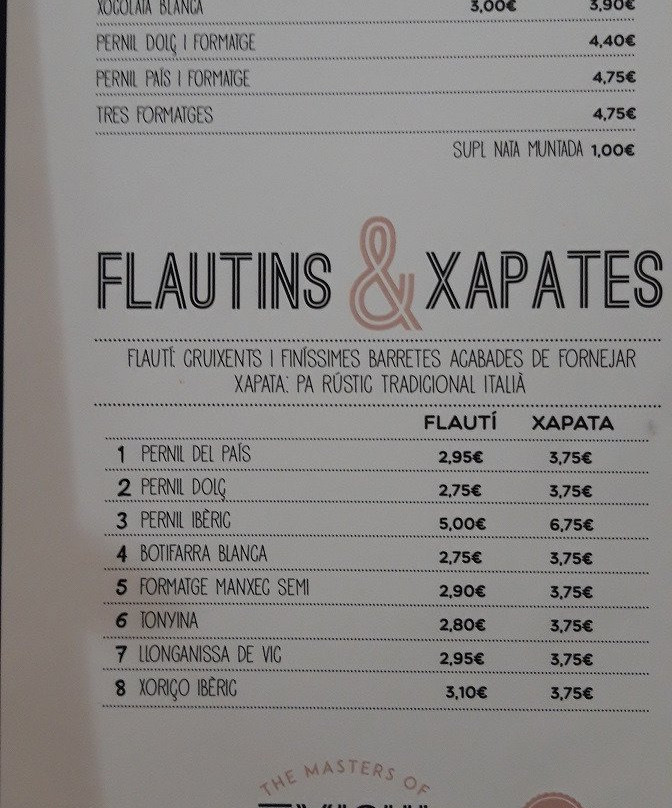 XOCOLATA BLANCA 3,00€ 3,90€
PERNIL DOLÇ I FORMATGE 4,40€
PERNIL PAÍS I FORMATGE 4,75€
TRES FORMATGES 4,75€
SUPL NATA MUNTADA 1,00€
FLAUTINS & XAPATES
FLAUTÍ: CRUIXENTS I FINÍSSIMES BARRETES ACABADES DE FORNEJAR
XAPATA: PA RÚSTIC TRADICIONAL ITALIÀ
FLAUTÍ XAPATA
1 PERNIL DEL PAÍS 2,95€ 3,75€
2 PERNIL DOLÇ 2,75€ 3,75€
3 PERNIL IBÈRIC 5,00€ 6,75€
4 BOTIFARRA BLANCA 2,75€ 3,75€
5 FORMATGE MANXEC SEMI 2,90€ 3,75€
6 TONYINA 2,80€ 3,75€
7 LLONGANISSA DE VIC 2,95€ 3,75€
8 XORIÇO IBÈRIC 3,10€ 3,75€
THE MASTERS OF